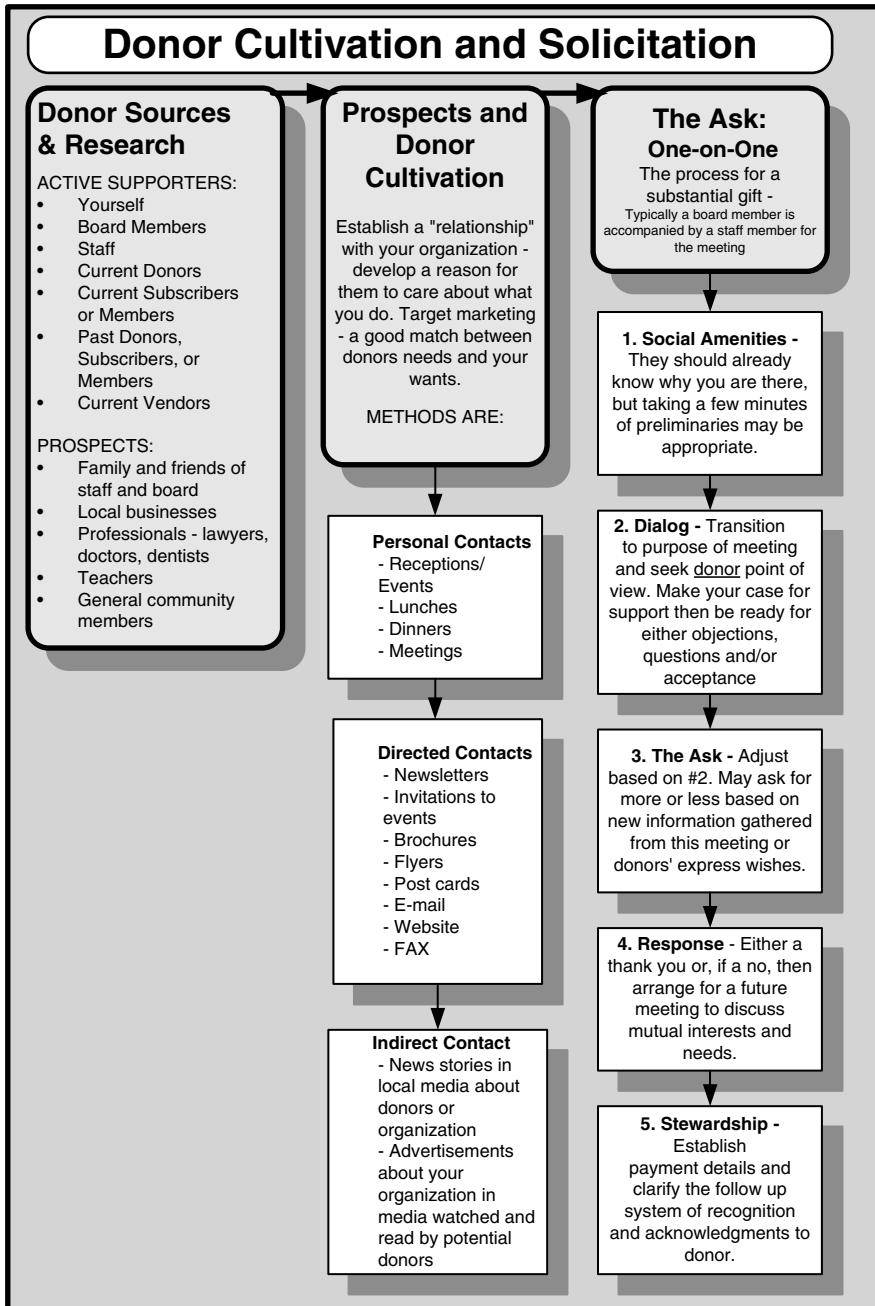 Donor Cultivation and Solicitation
Donor Sources
& Research
ACTIVE SUPPORTERS:
• Yourself
• Board Members
• Staff
• Current Donors
• Current Subscribers
or Members
• Past Donors,
Subscribers, or
Members
• Current Vendors
PROSPECTS:
• Family and friends of
staff and board
• Local businesses
• Professionals - lawyers,
doctors, dentists
• Teachers
• General community
members
Prospects and
Donor
Cultivation
Establish a "relationship"
with your organization -
develop a reason for
them to care about what
you do. Target marketing
- a good match between
donors needs and your
wants.
METHODS ARE:
Personal Contacts
- Receptions/
Events
- Lunches
- Dinners
- Meetings
Directed Contacts
- Newsletters
- Invitations to
events
- Brochures
- Flyers
- Post cards
- E-mail
- Website
- FAX
Indirect Contact
- News stories in
local media about
donors or
organization
- Advertisements
about your
organization in
media watched and
read by potential
donors
The Ask:
One-on-One
The process for a
substantial gift -
Typically a board member is
accompanied by a staff member for
the meeting
1. Social Amenities -
They should already
know why you are there,
but taking a few minutes
of preliminaries may be
appropriate.
2. Dialog - Transition
to purpose of meeting
and seek donor point of
view. Make your case for
support then be ready for
either objections,
questions and/or
acceptance
3. The Ask - Adjust
based on #2. May ask for
more or less based on
new information gathered
from this meeting or
donors' express wishes.
4. Response - Either a
thank you or, if a no, then
arrange for a future
meeting to discuss
mutual interests and
needs.
5. Stewardship -
Establish
payment details and
clarify the follow up
system of recognition
and acknowledgments to
donor.